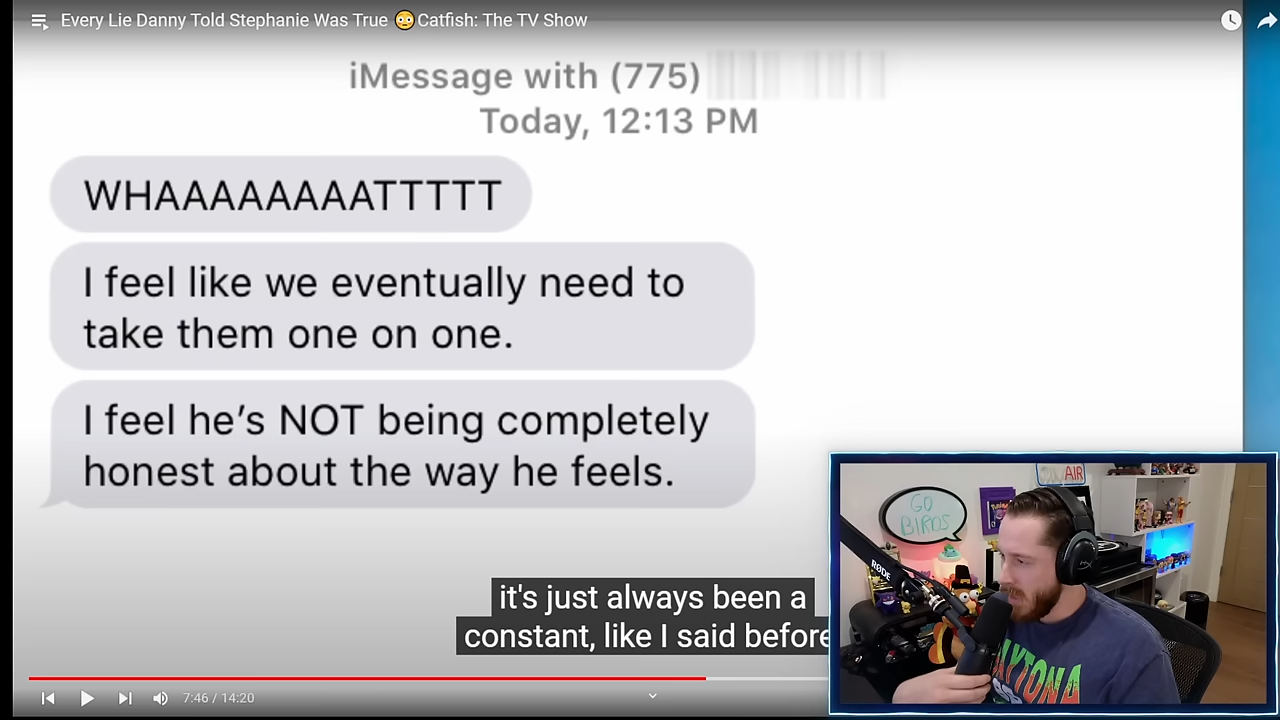 Every Lie Danny Told Stephanie Was True 😳Catfish: The TV Show
iMessage with (775)
Today, 12:13 PM
WHAAAAAAAATTTTT
I feel like we eventually need to
take them one on one.
I feel he's NOT being completely
honest about the way he feels.
it's just always been a
constant, like I said before
7:46 / 14:20
AIR
GO
BIRDS
RØDE
DAYTONA